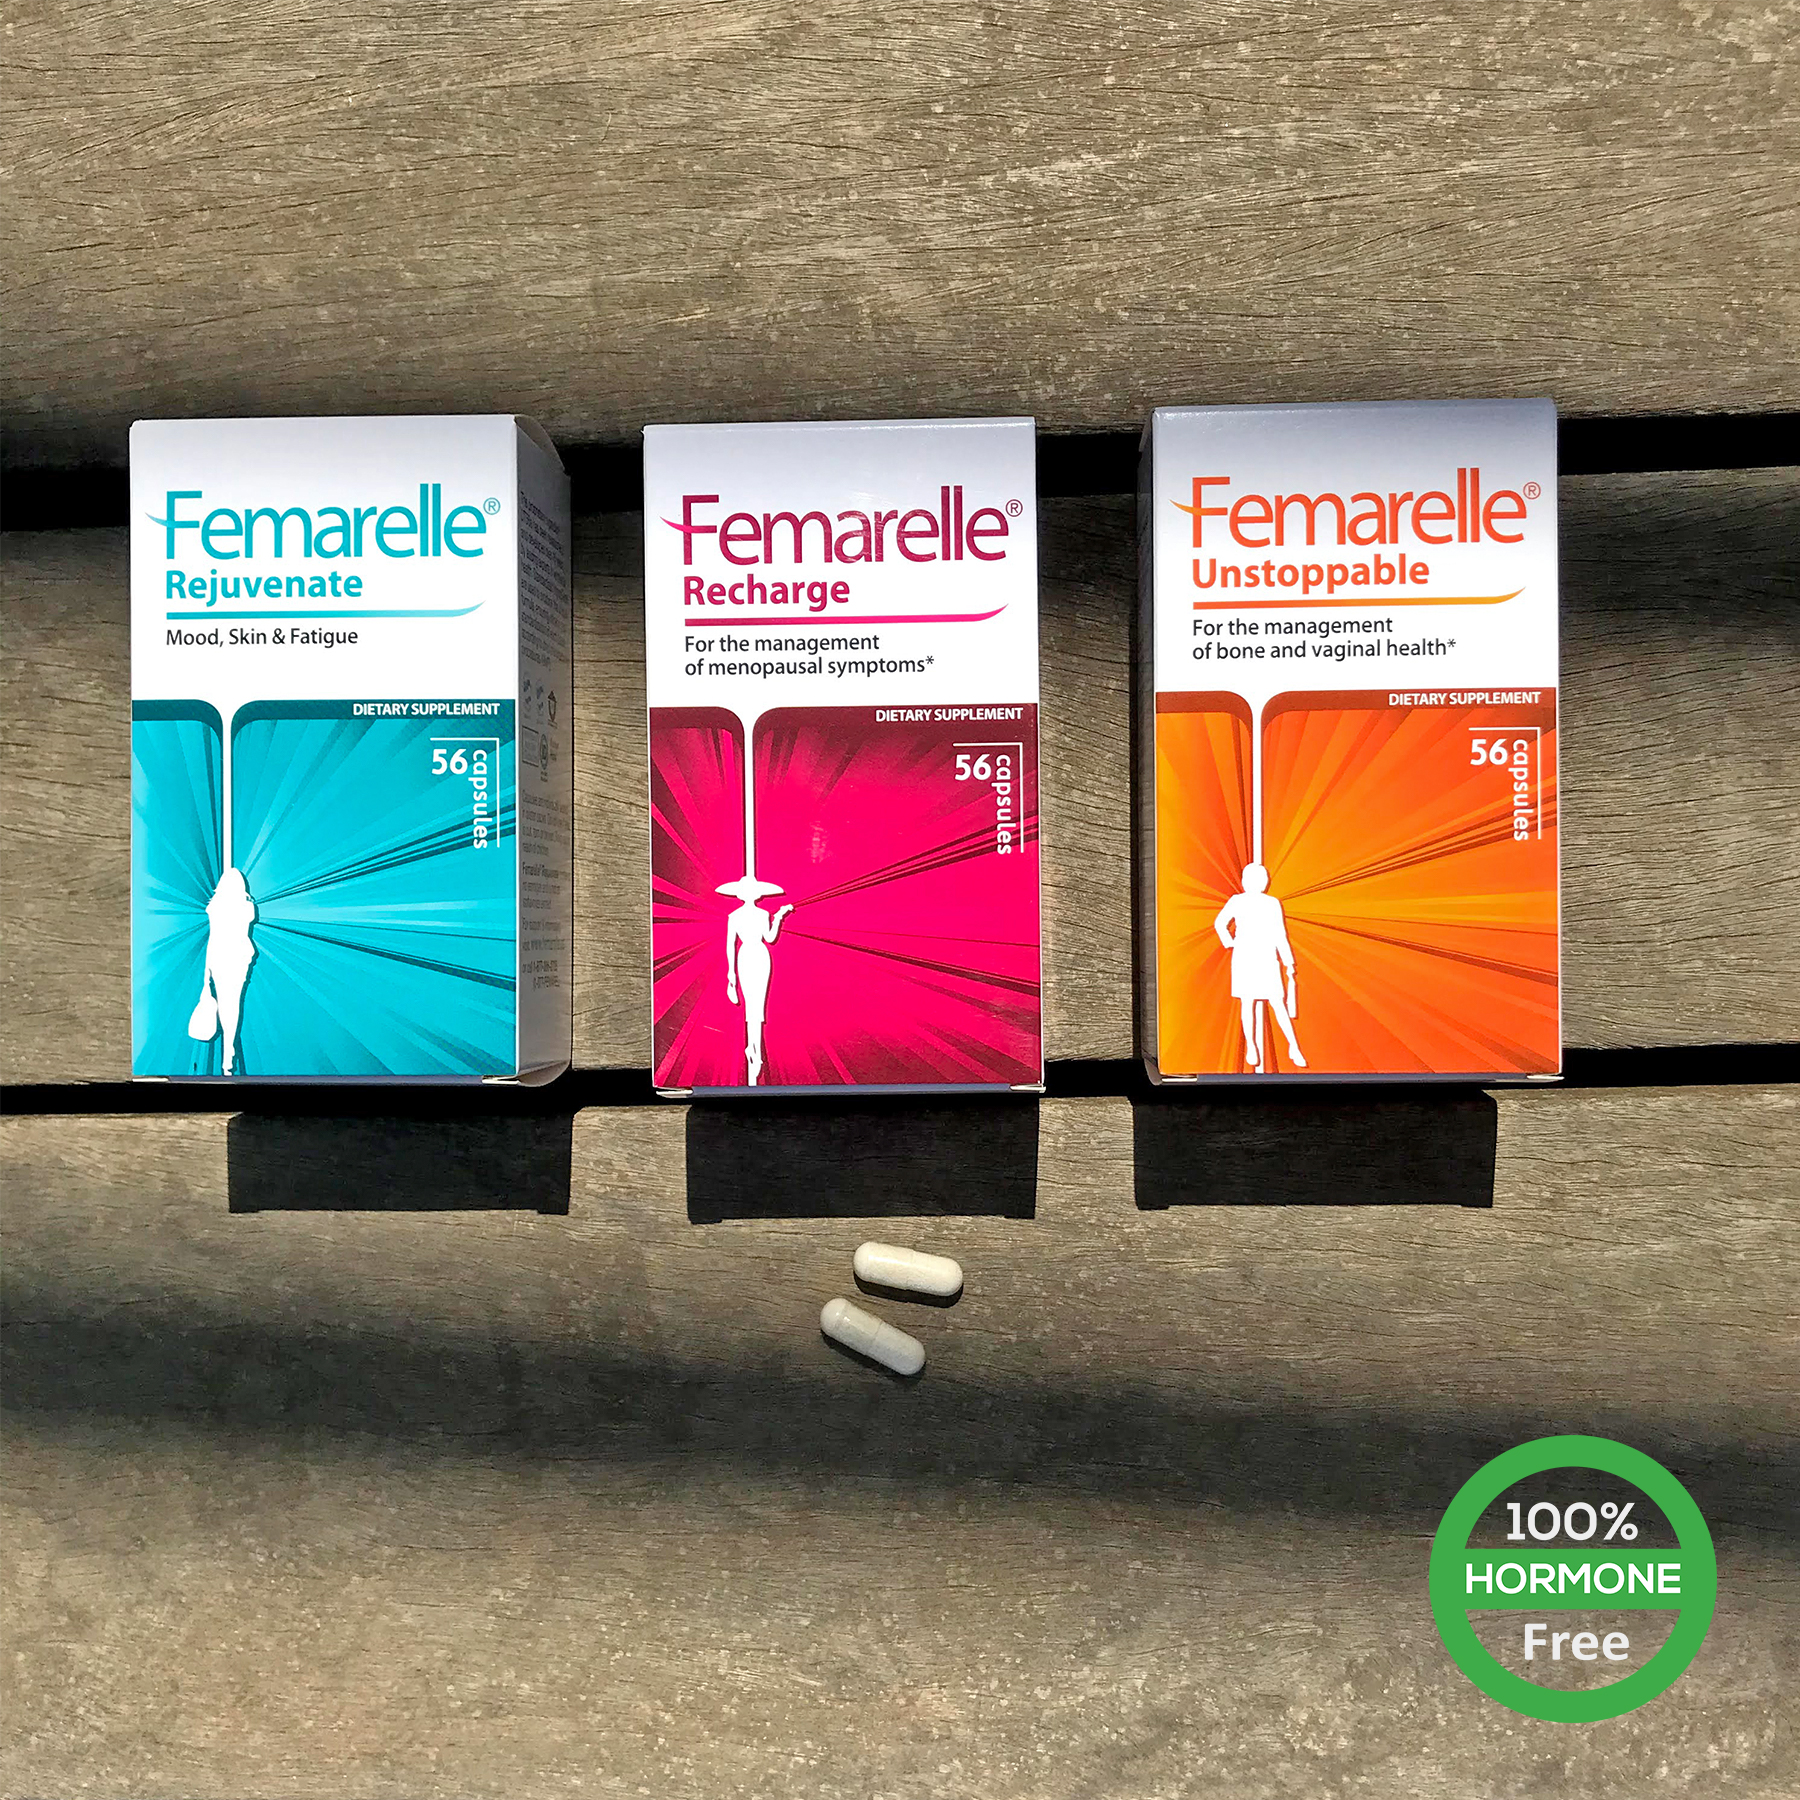 Femarelle®
Rejuvenate
Mood, Skin & Fatigue
DIETARY SUPPLEMENT
56 capsules
Femarelle®
Recharge
For the management
of menopausal symptoms*
DIETARY SUPPLEMENT
56 capsules
Femarelle®
Unstoppable
For the management
of bone and vaginal health*
DIETARY SUPPLEMENT
56 capsules
100%
HORMONE
Free